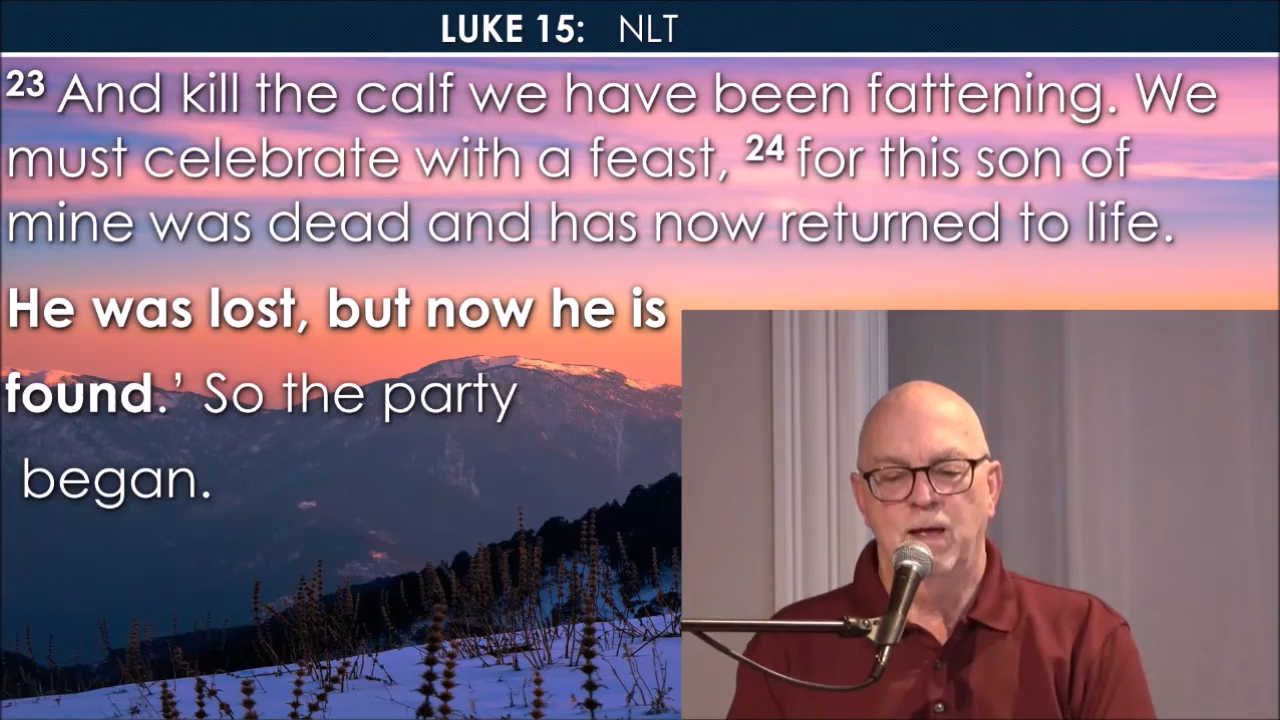 LUKE 15: NLT
23 And kill the calf we have been fattening. We
must celebrate with a feast, 24 for this son of
mine was dead and has now returned to life.
He was lost, but now he is
found.’ So the party
began.